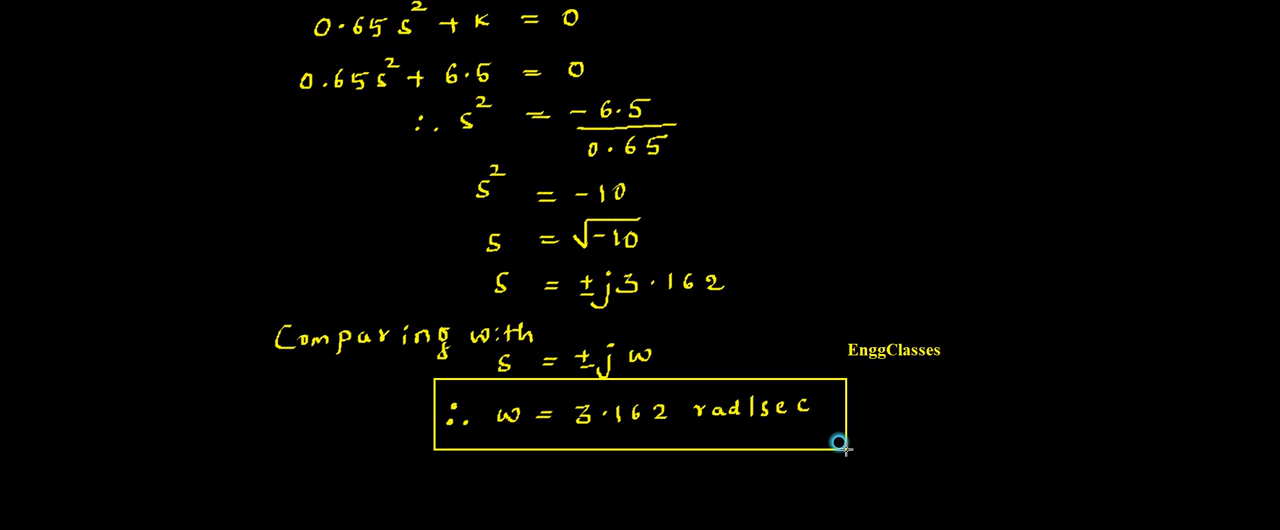 0.65s² + K = 0
0.65s² + 6.5 = 0
∴ s² = -6.5/0.65
s² = -10
s = √-10
s = ±j3.162
Comparing with
s = ±jω
EnggClasses
∴ ω = 3.162 rad/sec